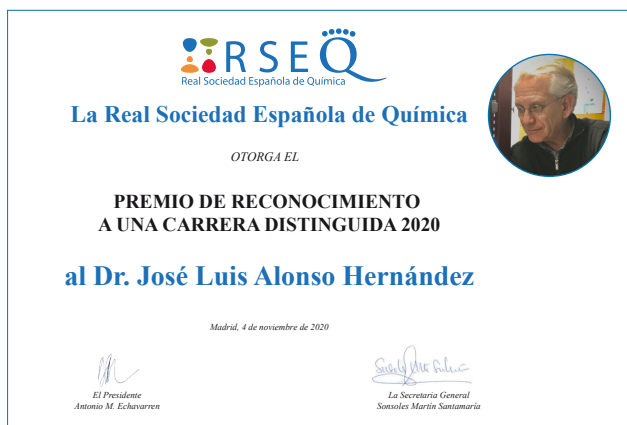 RSEQ
Real Sociedad Española de Química
La Real Sociedad Española de Química
OTORGA EL
PREMIO DE RECONOCIMIENTO
A UNA CARRERA DISTINGUIDA 2020
al Dr. José Luis Alonso Hernández
Madrid, 4 de noviembre de 2020
El Presidente
Antonio M. Echavarren
La Secretaria General
Sonsoles Martín Santamaría